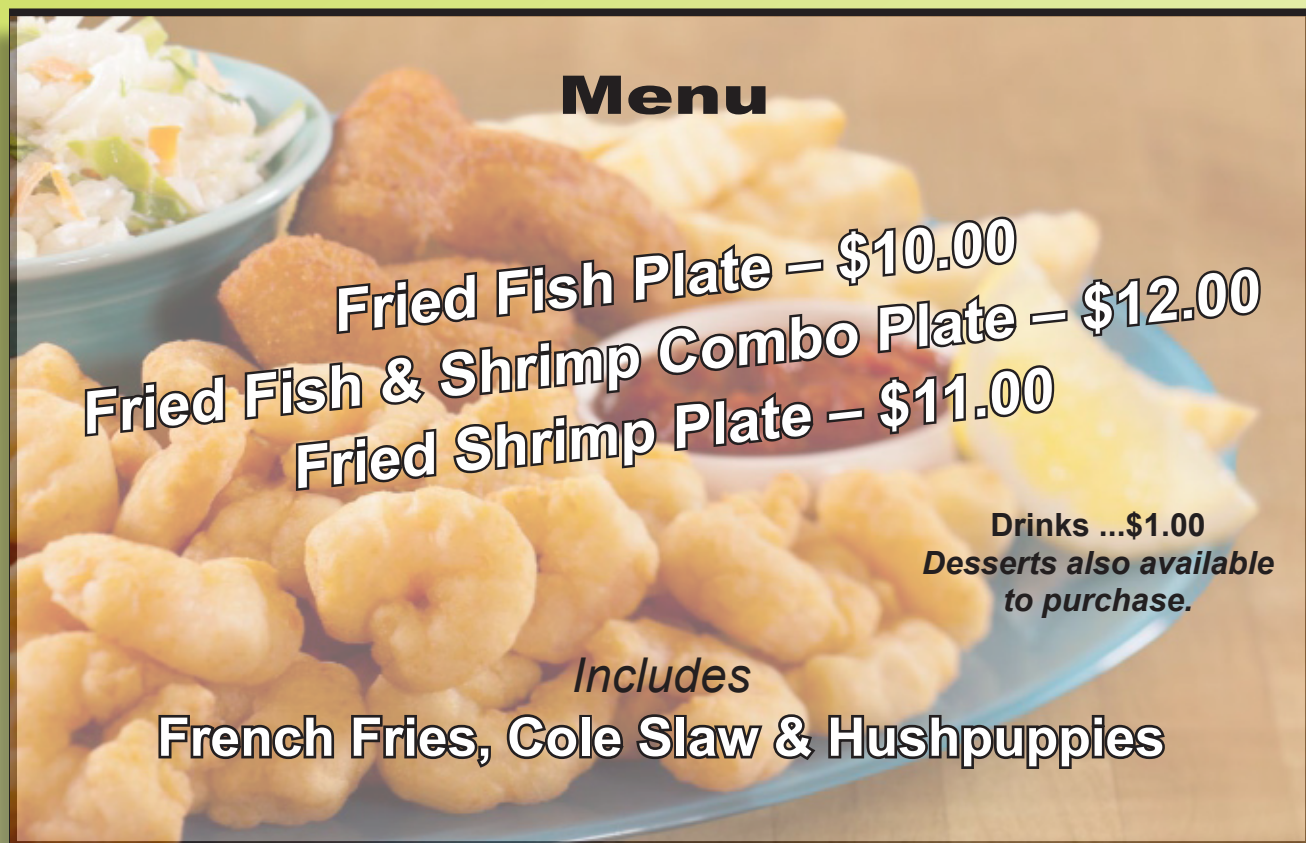 Menu
Fried Fish Plate – $10.00
Fried Fish & Shrimp Combo Plate – $12.00
Fried Shrimp Plate – $11.00
Drinks ...$1.00
Desserts also available
to purchase.
Includes
French Fries, Cole Slaw & Hushpuppies